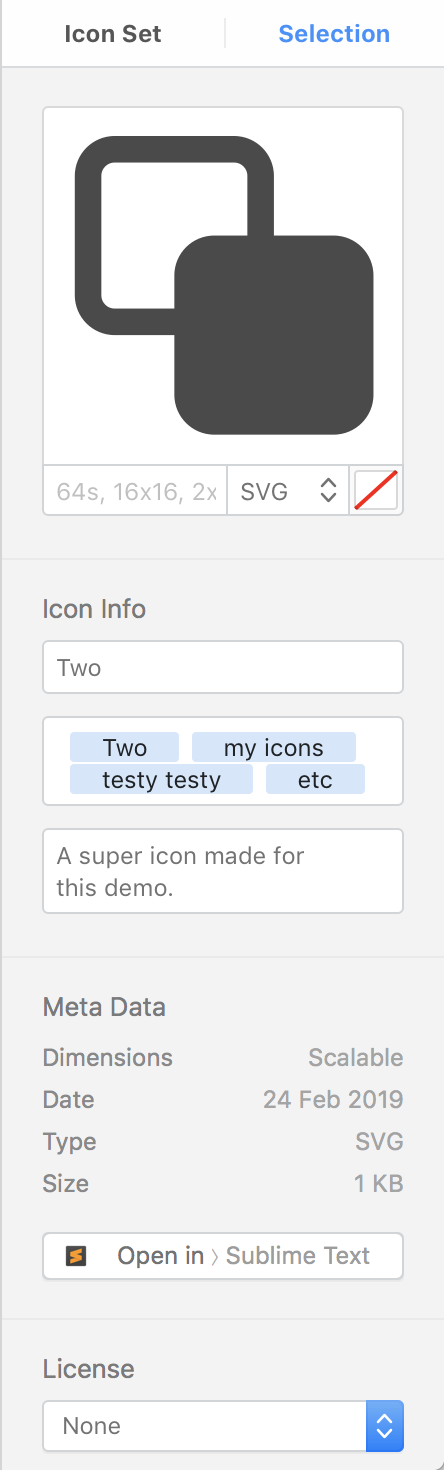 Icon Set Selection
64s, 16x16, 2x SVG
Icon Info
Two
Two my icons
testy testy etc
A super icon made for
this demo.
Meta Data
Dimensions Scalable
Date 24 Feb 2019
Type SVG
Size 1 KB
Open in 〉 Sublime Text
License
None